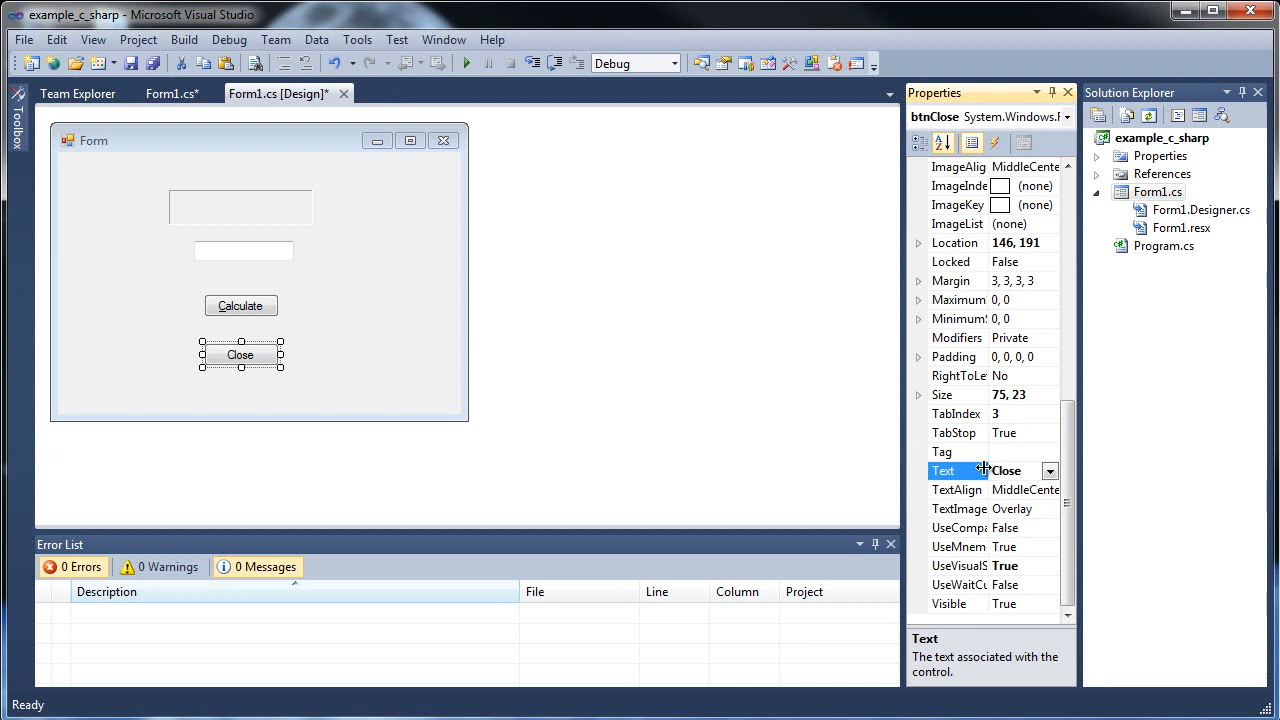 example_c_sharp - Microsoft Visual Studio
File Edit View Project Build Debug Team Data Tools Test Window Help
Debug
Toolbox
Team Explorer Form1.cs* Form1.cs [Design]*
Form
Calculate
Close
Properties
btnClose System.Windows.F
ImageAlig MiddleCente
ImageInde (none)
ImageKey (none)
ImageList (none)
Location 146, 191
Locked False
Margin 3, 3, 3, 3
Maximum 0, 0
Minimum 0, 0
Modifiers Private
Padding 0, 0, 0, 0
RightToLe No
Size 75, 23
TabIndex 3
TabStop True
Tag
Text Close
TextAlign MiddleCente
TextImage Overlay
UseCompa False
UseMnem True
UseVisualS True
UseWaitCu False
Visible True
Text
The text associated with the
control.
Solution Explorer
example_c_sharp
Properties
References
Form1.cs
Form1.Designer.cs
Form1.resx
Program.cs
Error List
0 Errors 0 Warnings 0 Messages
Description File Line Column Project
Ready